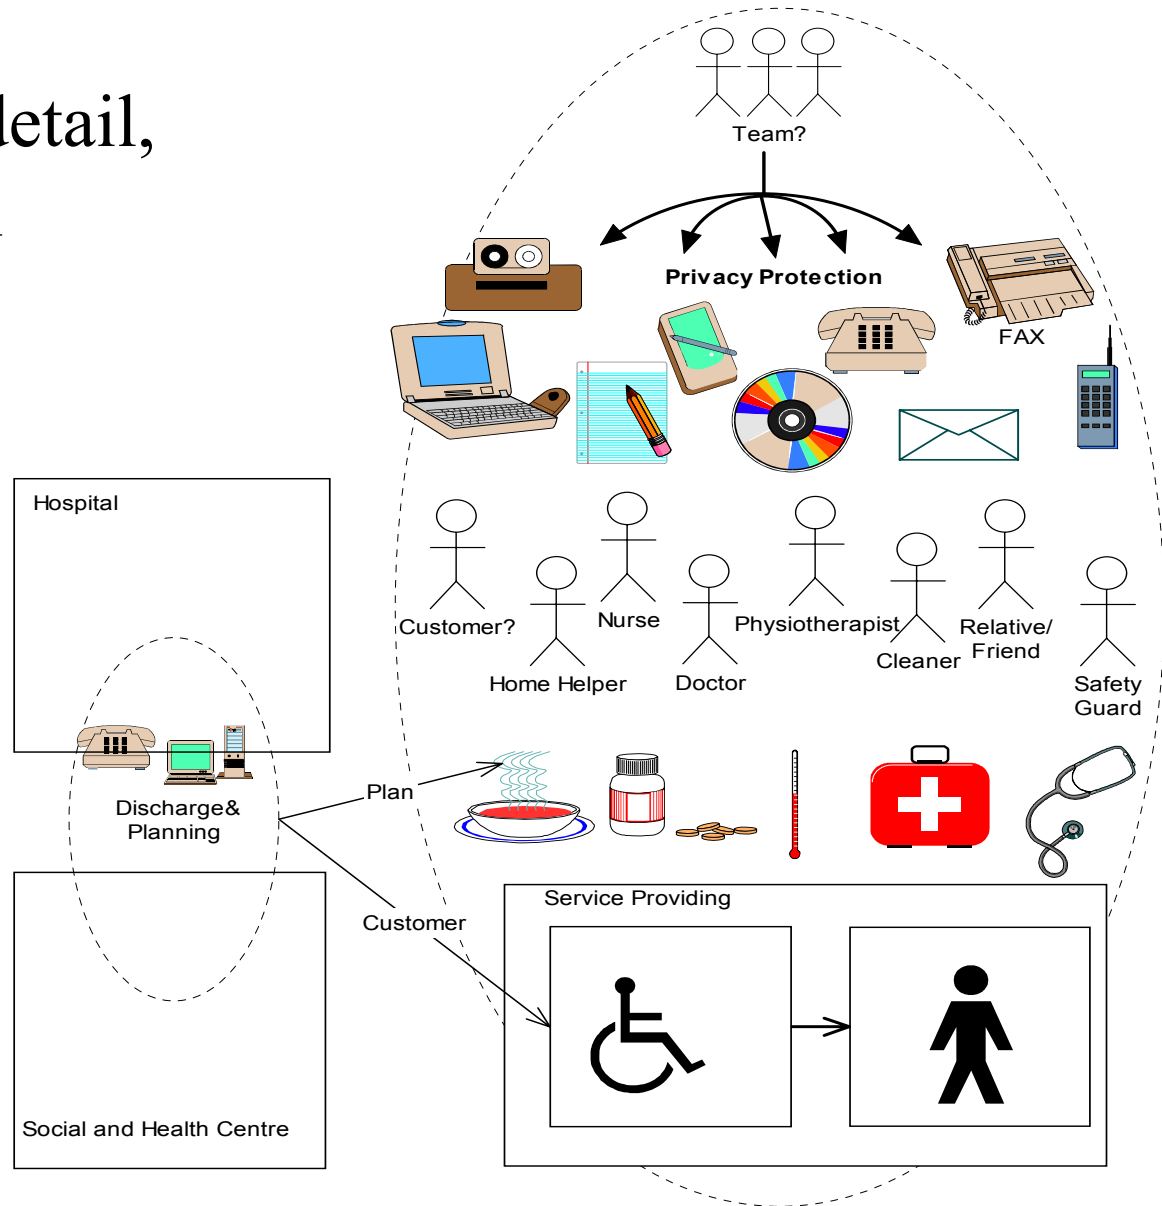 detail,
Team?
Privacy Protection
FAX
Hospital
Customer?
Home Helper
Nurse
Doctor
Physiotherapist
Cleaner
Relative/
Friend
Safety
Guard
Discharge&
Planning
Plan
Customer
Service Providing
Social and Health Centre